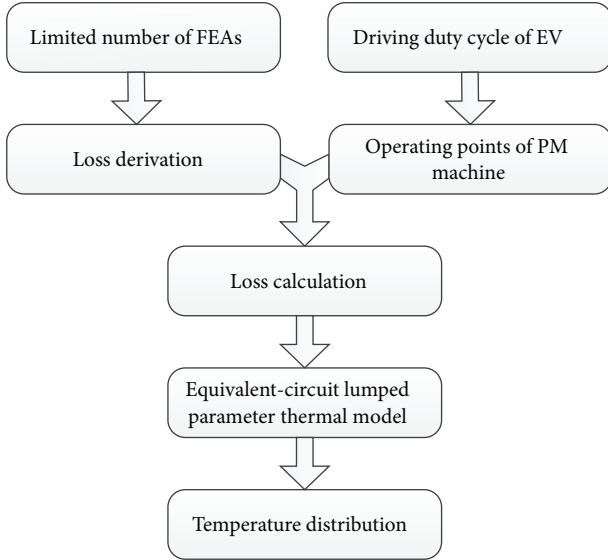 Limited number of FEAs
Driving duty cycle of EV
Loss derivation
Operating points of PM
machine
Loss calculation
Equivalent-circuit lumped
parameter thermal model
Temperature distribution